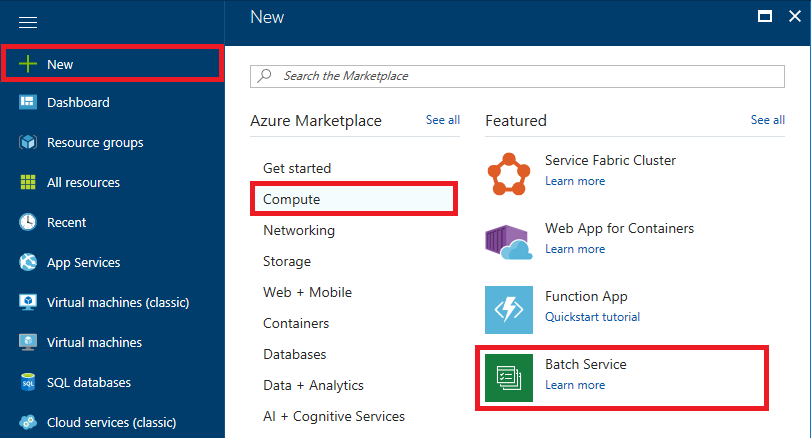 New
Dashboard
Resource groups
All resources
Recent
App Services
Virtual machines (classic)
Virtual machines
SQL databases
Cloud services (classic)
New
Search the Marketplace
Azure Marketplace
See all
Get started
Compute
Networking
Storage
Web + Mobile
Containers
Databases
Data + Analytics
AI + Cognitive Services
Featured
See all
Service Fabric Cluster
Learn more
Web App for Containers
Learn more
Function App
Quickstart tutorial
Batch Service
Learn more